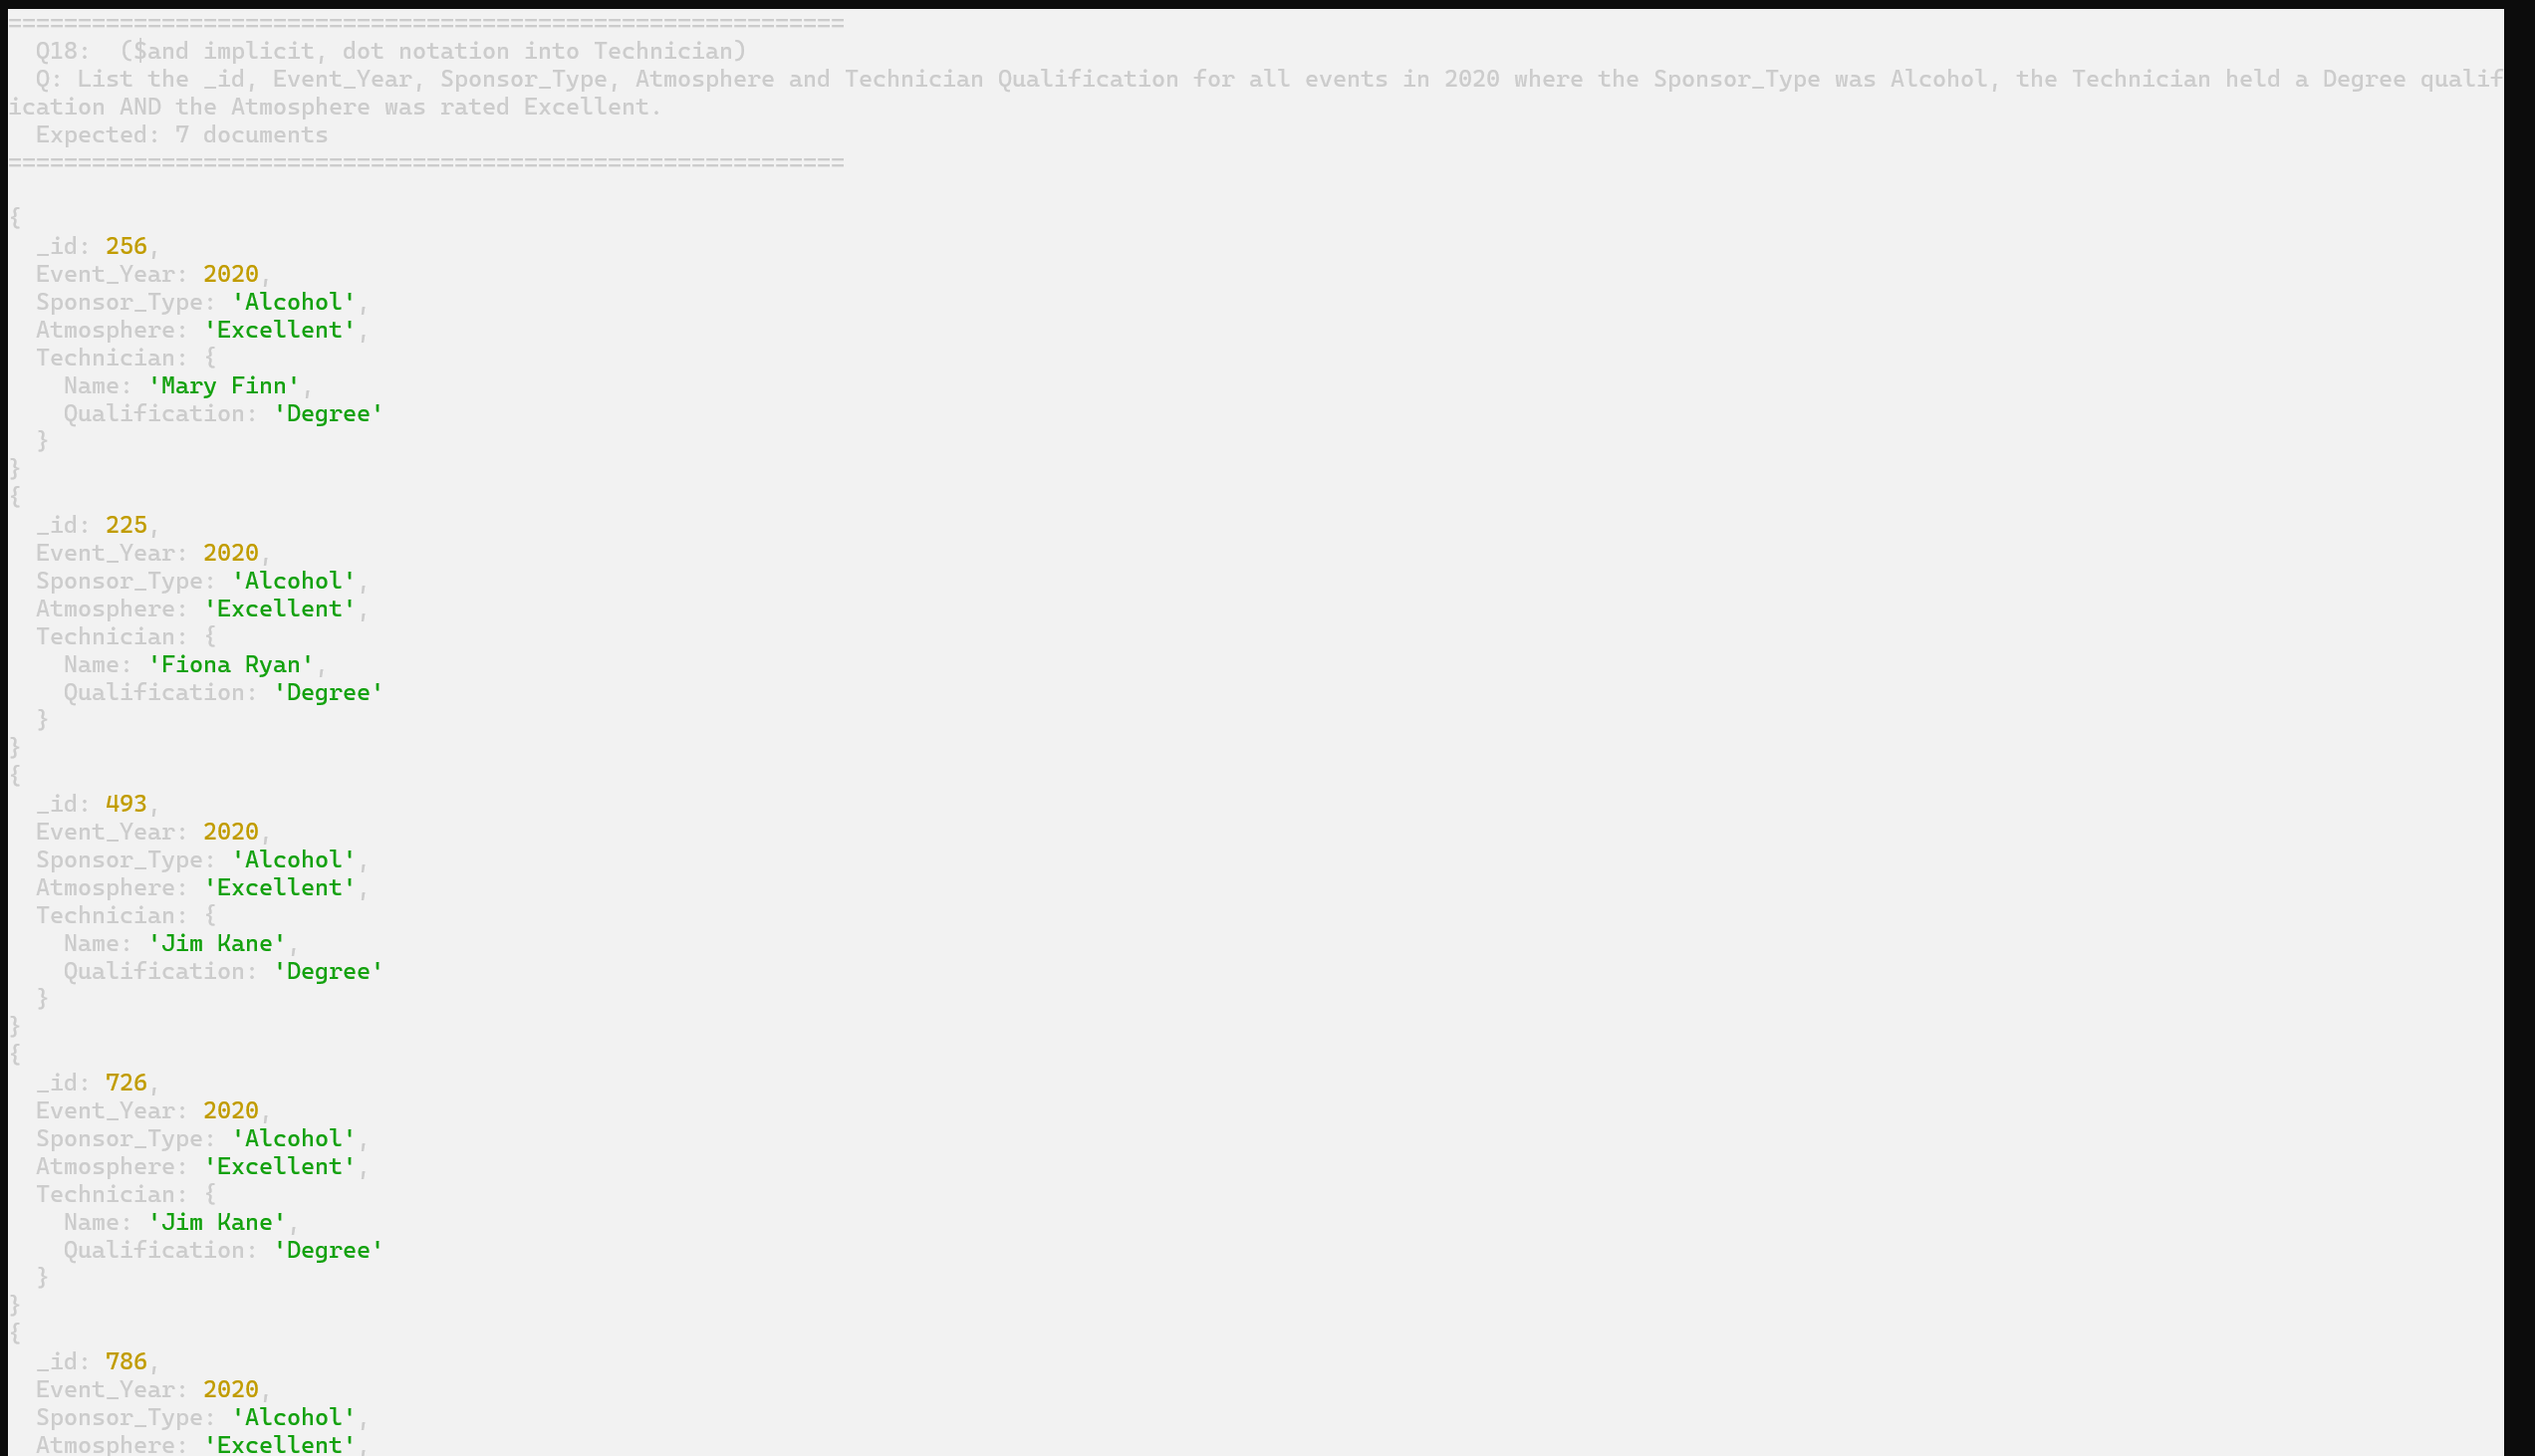 ============================================================
  Q18:  ($and implicit, dot notation into Technician)
  Q: List the _id, Event_Year, Sponsor_Type, Atmosphere and Technician Qualification for all events in 2020 where the Sponsor_Type was Alcohol, the Technician held a Degree qualif
ication AND the Atmosphere was rated Excellent.
  Expected: 7 documents
============================================================

{
  _id: 256,
  Event_Year: 2020,
  Sponsor_Type: 'Alcohol',
  Atmosphere: 'Excellent',
  Technician: {
    Name: 'Mary Finn',
    Qualification: 'Degree'
  }
}
{
  _id: 225,
  Event_Year: 2020,
  Sponsor_Type: 'Alcohol',
  Atmosphere: 'Excellent',
  Technician: {
    Name: 'Fiona Ryan',
    Qualification: 'Degree'
  }
}
{
  _id: 493,
  Event_Year: 2020,
  Sponsor_Type: 'Alcohol',
  Atmosphere: 'Excellent',
  Technician: {
    Name: 'Jim Kane',
    Qualification: 'Degree'
  }
}
{
  _id: 726,
  Event_Year: 2020,
  Sponsor_Type: 'Alcohol',
  Atmosphere: 'Excellent',
  Technician: {
    Name: 'Jim Kane',
    Qualification: 'Degree'
  }
}
{
  _id: 786,
  Event_Year: 2020,
  Sponsor_Type: 'Alcohol',
  Atmosphere: 'Excellent',